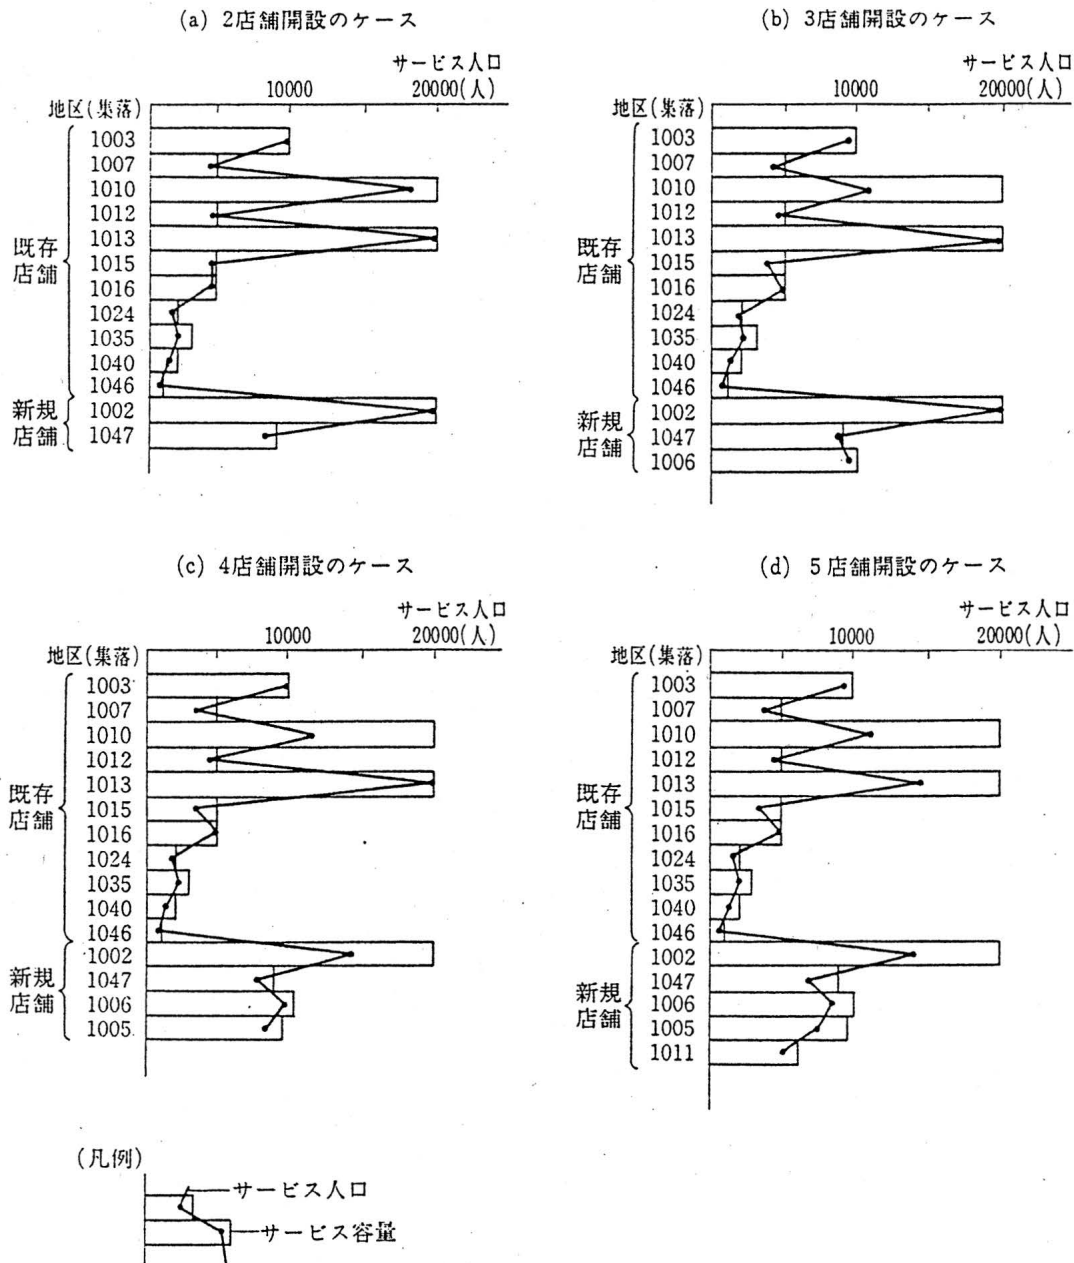 (a) 2店舗開設のケース
サービス人口
10000 20000(人)
地区(集落)
既存店舗
1003
1007
1010
1012
1013
1015
1016
1024
1035
1040
1046
新規店舗
1002
1047
(b) 3店舗開設のケース
サービス人口
10000 20000(人)
地区(集落)
既存店舗
1003
1007
1010
1012
1013
1015
1016
1024
1035
1040
1046
新規店舗
1002
1047
1006
(c) 4店舗開設のケース
サービス人口
10000 20000(人)
地区(集落)
既存店舗
1003
1007
1010
1012
1013
1015
1016
1024
1035
1040
1046
新規店舗
1002
1047
1006
1005
(d) 5店舗開設のケース
サービス人口
10000 20000(人)
地区(集落)
既存店舗
1003
1007
1010
1012
1013
1015
1016
1024
1035
1040
1046
新規店舗
1002
1047
1006
1005
1011
(凡例)
サービス人口
サービス容量